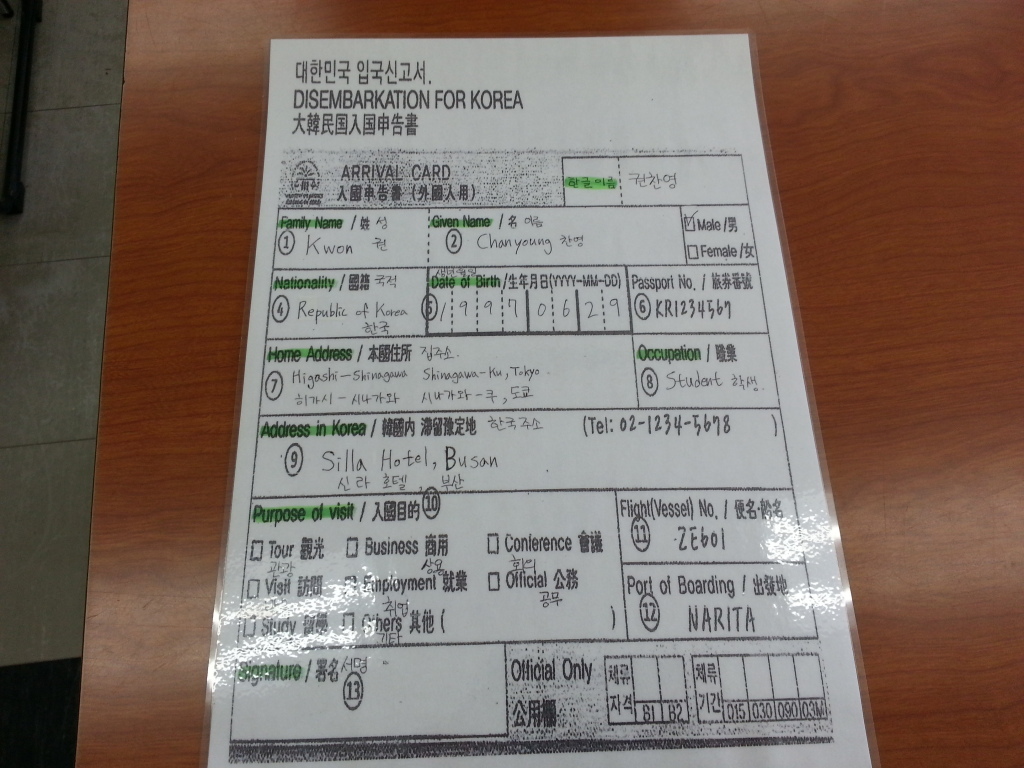 대한민국 입국신고서.
DISEMBARKATION FOR KOREA
大韓民国入国申告書
ARRIVAL CARD
入國申告書 (外國人用)
한글이름 권찬영
Family Name / 姓 성
① Kwon 권
Given Name / 名 이름
② Chanyoung 찬영
Male /男
Female /女
Nationality / 國籍 국적
④ Republic of Korea
한국
생년월일
Date of Birth /生年月日(YYYY-MM-DD)
⑤ 1997 06 29
Passport No. / 旅券番號
⑥ KR1234567
Home Address / 本國住所 집주소.
⑦ Higashi-Shinagawa Shinagawa-Ku, Tokyo
히가시-시나가와 시나가와-쿠, 도쿄
Occupation / 職業
⑧ Student 학생.
Address in Korea / 韓國內 滯留豫定地 한국주소 (Tel: 02-1234-5678 )
⑨ Silla Hotel, Busan
신라 호텔, 부산
Purpose of visit / 入國目的 ⑩
Tour 觀光 Business 商用 Conference 會議
관광 상용 회의
Visit 訪問 Employment 就業 Official 公務
취업 공무
Study 留學 Others 其他 ( )
기타
Flight(Vessel) No. / 便名·船名
⑪ ZE601
Port of Boarding / 出發地
⑫ NARITA
Signature / 署名 서명
⑬
Official Only
公用欄
체류
자격 B1 B2
체류
기간 015 030 090 03M